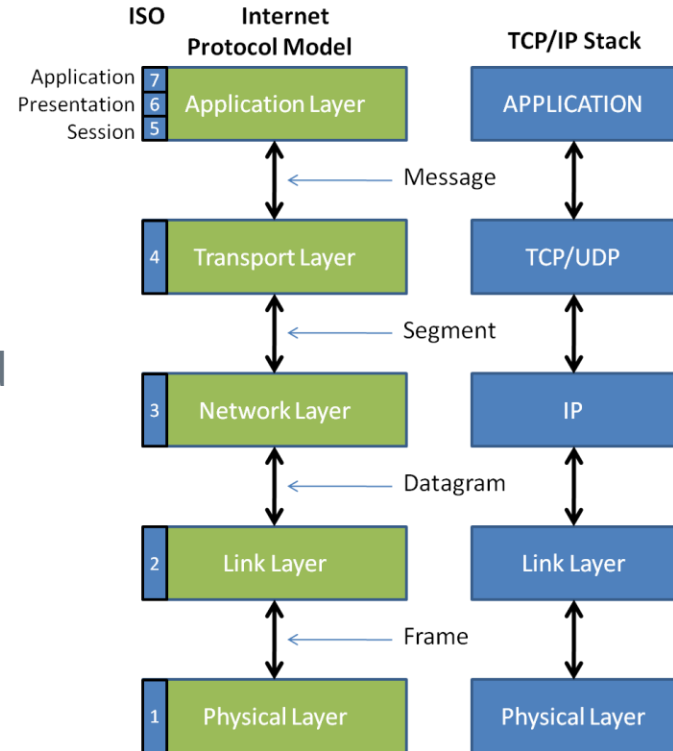 ISO
Internet
Protocol Model
TCP/IP Stack
Application 7
Presentation 6
Session 5
Application Layer
APPLICATION
Message
4
Transport Layer
TCP/UDP
Segment
3
Network Layer
IP
Datagram
2
Link Layer
Link Layer
Frame
1
Physical Layer
Physical Layer